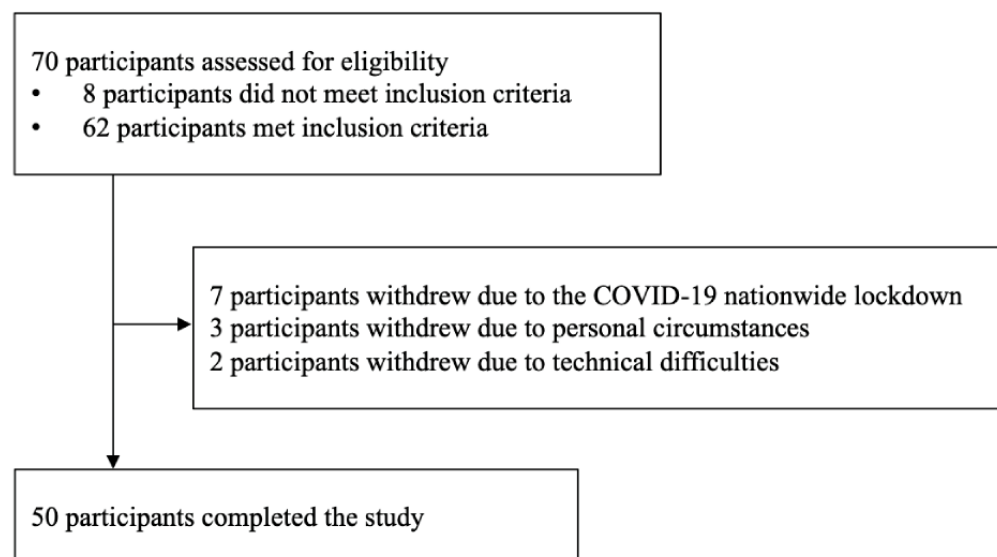 70 participants assessed for eligibility
• 8 participants did not meet inclusion criteria
• 62 participants met inclusion criteria
7 participants withdrew due to the COVID-19 nationwide lockdown
3 participants withdrew due to personal circumstances
2 participants withdrew due to technical difficulties
50 participants completed the study